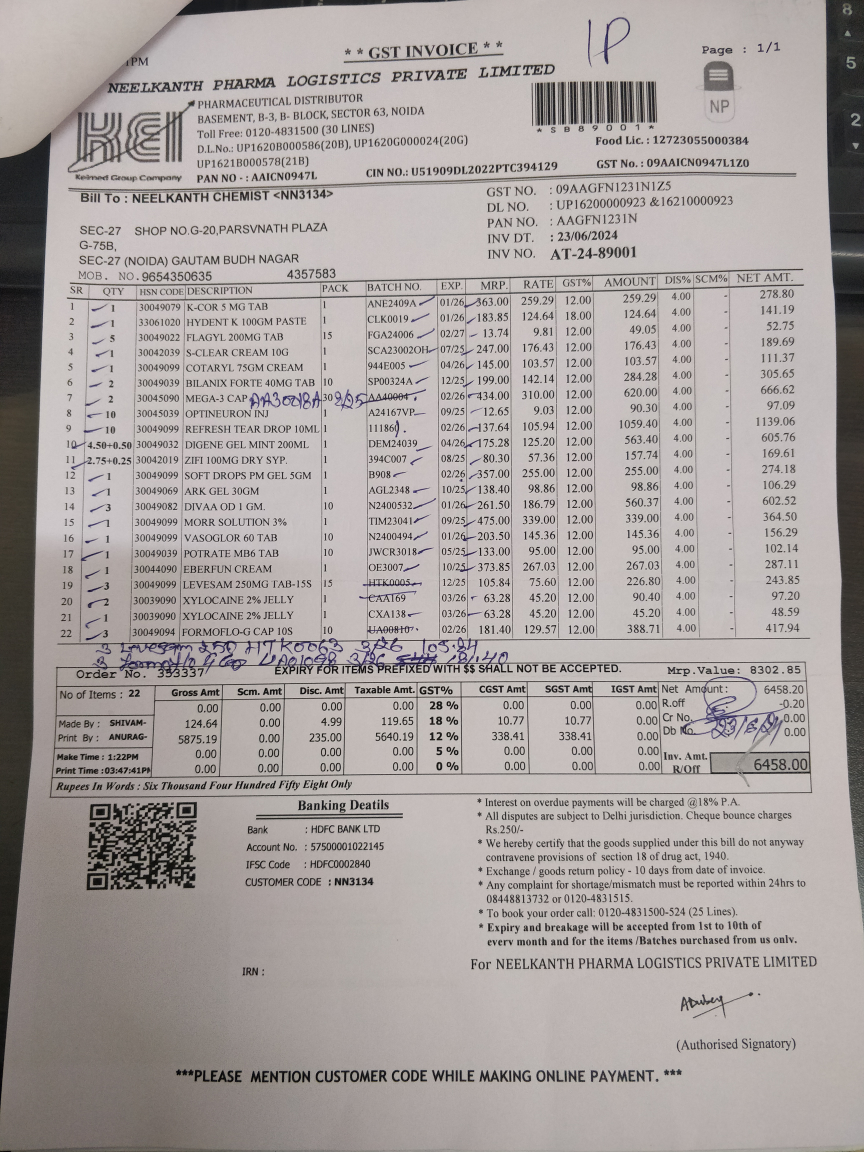 1PM
** GST INVOICE **
1P
Page : 1/1
NEELKANTH PHARMA LOGISTICS PRIVATE LIMITED
NP
KEI
Keimed Group Company
PHARMACEUTICAL DISTRIBUTOR
BASEMENT, B-3, B- BLOCK, SECTOR 63, NOIDA
Toll Free: 0120-4831500 (30 LINES)
D.L.No.: UP1620B000586(20B), UP1620G000024(20G)
UP1621B000578(21B)
PAN NO - : AAICN0947L
CIN NO.: U51909DL2022PTC394129
*SB89001*
Food Lic. : 12723055000384
GST No. : 09AAICN0947L1Z0
Bill To : NEELKANTH CHEMIST <NN3134>
SEC-27 SHOP NO.G-20,PARSVNATH PLAZA
G-75B,
SEC-27 (NOIDA) GAUTAM BUDH NAGAR
MOB. NO.9654350635 4357583
GST NO. : 09AAGFN1231N1Z5
DL NO. : UP16200000923 &16210000923
PAN NO. : AAGFN1231N
INV DT. : 23/06/2024
INV NO. AT-24-89001
SR QTY HSN CODE DESCRIPTION PACK BATCH NO. EXP. MRP. RATE GST% AMOUNT DIS% SCM% NET AMT.
1 1 30049079 K-COR 5 MG TAB 1 ANE2409A 01/26 363.00 259.29 12.00 259.29 4.00 - 278.80
2 1 33061020 HYDENT K 100GM PASTE 1 CLK0019 01/26 183.85 124.64 18.00 124.64 4.00 - 141.19
3 5 30049022 FLAGYL 200MG TAB 15 FGA24006 02/27 13.74 9.81 12.00 49.05 4.00 - 52.75
4 1 30042039 S-CLEAR CREAM 10G 1 SCA23002OH 07/25 247.00 176.43 12.00 176.43 4.00 - 189.69
5 1 30049099 COTARYL 75GM CREAM 1 944E005 04/26 145.00 103.57 12.00 103.57 4.00 - 111.37
6 2 30049039 BILANIX FORTE 40MG TAB 10 SP00324A 12/25 199.00 142.14 12.00 284.28 4.00 - 305.65
7 2 30045090 MEGA-3 CAP AA30018A 30 3/25 AA40004 02/26 434.00 310.00 12.00 620.00 4.00 - 666.62
8 10 30045039 OPTINEURON INJ 1 A24167VP 09/25 12.65 9.03 12.00 90.30 4.00 - 97.09
9 10 30049099 REFRESH TEAR DROP 10ML 1 11186 02/26 137.64 105.94 12.00 1059.40 4.00 - 1139.06
10 4.50+0.50 30049032 DIGENE GEL MINT 200ML 1 DEM24039 04/26 175.28 125.20 12.00 563.40 4.00 - 605.76
11 2.75+0.25 30042019 ZIFI 100MG DRY SYP. 1 394C007 08/25 80.30 57.36 12.00 157.74 4.00 - 169.61
12 1 30049099 SOFT DROPS PM GEL 5GM 1 B908 02/26 357.00 255.00 12.00 255.00 4.00 - 274.18
13 1 30049069 ARK GEL 30GM 1 AGL2348 10/25 138.40 98.86 12.00 98.86 4.00 - 106.29
14 3 30049082 DIVAA OD 1 GM. 10 N2400532 01/26 261.50 186.79 12.00 560.37 4.00 - 602.52
15 1 30049099 MORR SOLUTION 3% 1 TIM23041 09/25 475.00 339.00 12.00 339.00 4.00 - 364.50
16 1 30049099 VASOGLOR 60 TAB 10 N2400494 01/26 203.50 145.36 12.00 145.36 4.00 - 156.29
17 1 30049039 POTRATE MB6 TAB 10 JWCR3018 05/25 133.00 95.00 12.00 95.00 4.00 - 102.14
18 1 30044090 EBERFUN CREAM 1 OE3007 10/25 373.85 267.03 12.00 267.03 4.00 - 287.11
19 3 30049099 LEVESAM 250MG TAB-15S 15 HTK0005 12/25 105.84 75.60 12.00 226.80 4.00 - 243.85
20 2 30039090 XYLOCAINE 2% JELLY 1 CAA169 03/26 63.28 45.20 12.00 90.40 4.00 - 97.20
21 1 30039090 XYLOCAINE 2% JELLY 1 CXA138 03/26 63.28 45.20 12.00 45.20 4.00 - 48.59
22 3 30049094 FORMOFLO-G CAP 10S 10 UA00810 02/26 181.40 129.57 12.00 388.71 4.00 - 417.94
3 Levesam 250 HTK0063 3/26 105.84
3 Formoflo G Cap UA01098 3/26 181.40
Order No. 353337 EXPIRY FOR ITEMS PREFIXED WITH $$ SHALL NOT BE ACCEPTED. Mrp.Value: 8302.85
No of Items : 22 Gross Amt Scm. Amt Disc. Amt Taxable Amt. GST% CGST Amt SGST Amt IGST Amt Net Amount: 6458.20
0.00 0.00 0.00 0.00 28 % 0.00 0.00 0.00 R.off -0.20
Made By : SHIVAM- 124.64 0.00 4.99 119.65 18 % 10.77 10.77 0.00 Cr No. 0.00
Print By : ANURAG- 5875.19 0.00 235.00 5640.19 12 % 338.41 338.41 0.00 Db No. 0.00
23/6/24
Make Time : 1:22PM 0.00 0.00 0.00 0.00 5 % 0.00 0.00 0.00 Inv. Amt.
Print Time :03:47:41PM 0.00 0.00 0.00 0.00 0 % 0.00 0.00 0.00 R/Off 6458.00
Rupees In Words : Six Thousand Four Hundred Fifty Eight Only
Banking Deatils
Bank : HDFC BANK LTD
Account No. : 57500001022145
IFSC Code : HDFC0002840
CUSTOMER CODE : NN3134
* Interest on overdue payments will be charged @18% P.A.
* All disputes are subject to Delhi jurisdiction. Cheque bounce charges
Rs.250/-
* We hereby certify that the goods supplied under this bill do not anyway
contravene provisions of section 18 of drug act, 1940.
* Exchange / goods return policy - 10 days from date of invoice.
* Any complaint for shortage/mismatch must be reported within 24hrs to
08448813732 or 0120-4831515.
* To book your order call: 0120-4831500-524 (25 Lines).
* Expiry and breakage will be accepted from 1st to 10th of
every month and for the items /Batches purchased from us only.
IRN :
For NEELKANTH PHARMA LOGISTICS PRIVATE LIMITED
ADubey
(Authorised Signatory)
***PLEASE MENTION CUSTOMER CODE WHILE MAKING ONLINE PAYMENT. ***
8
5
2